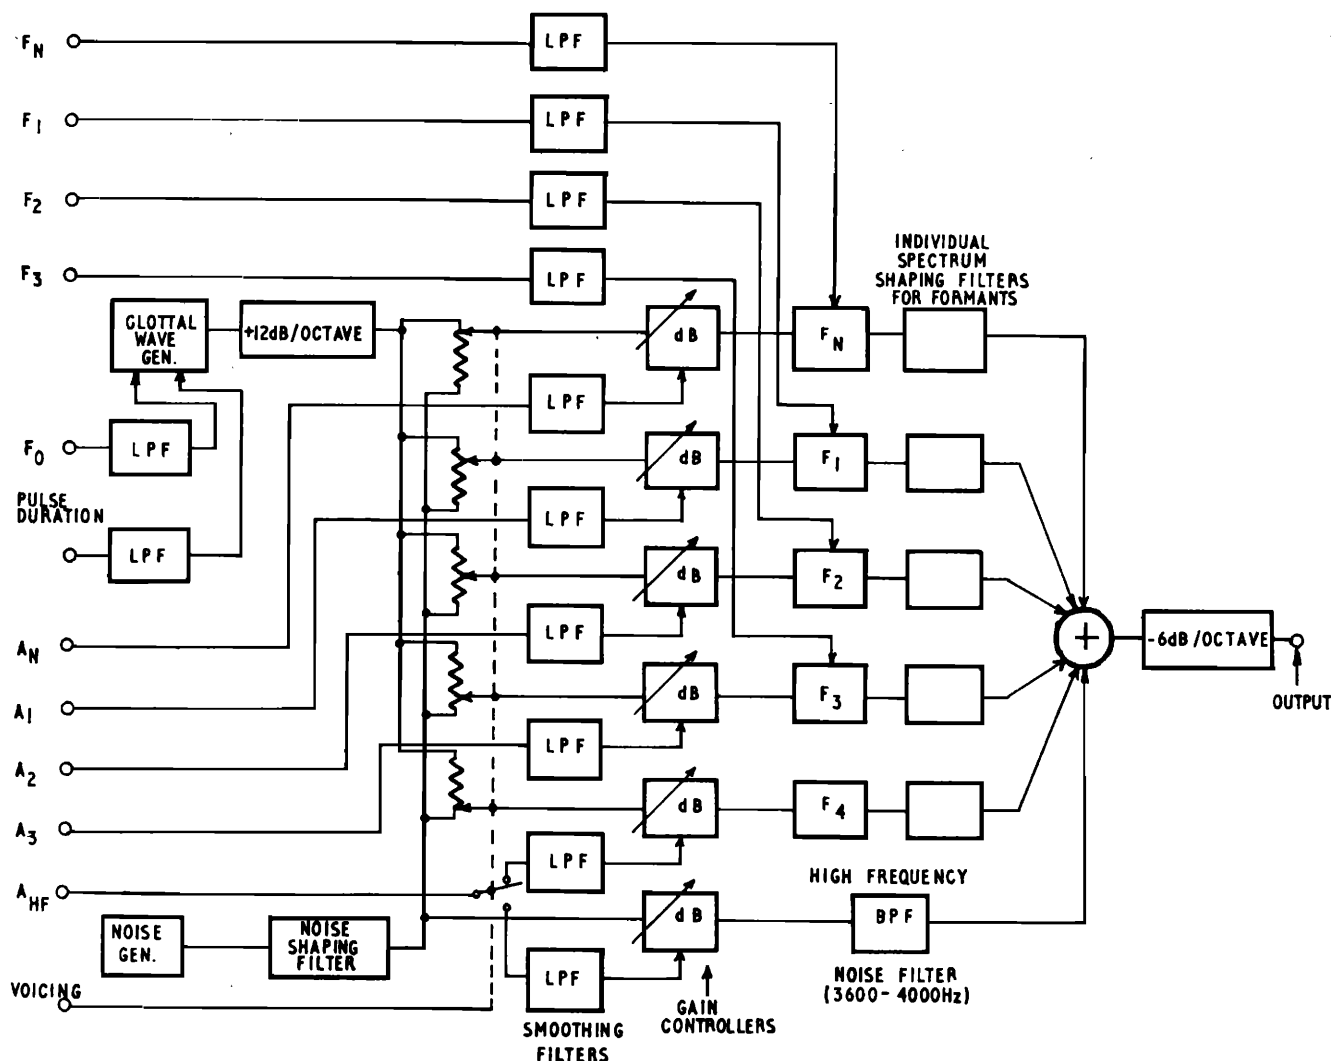 F_N
LPF
F_1
LPF
F_2
LPF
F_3
LPF
INDIVIDUAL
SPECTRUM
SHAPING FILTERS
FOR FORMANTS
GLOTTAL
WAVE
GEN.
+12dB/OCTAVE
dB
F_N
LPF
F_0
LPF
dB
F_1
PULSE
DURATION
LPF
LPF
dB
F_2
A_N
LPF
+
-6dB/OCTAVE
OUTPUT
dB
F_3
A_1
LPF
A_2
dB
F_4
A_3
LPF
A_HF
HIGH FREQUENCY
dB
BPF
NOISE
GEN.
NOISE
SHAPING
FILTER
LPF
NOISE FILTER
(3600-4000Hz)
VOICING
GAIN
CONTROLLERS
SMOOTHING
FILTERS